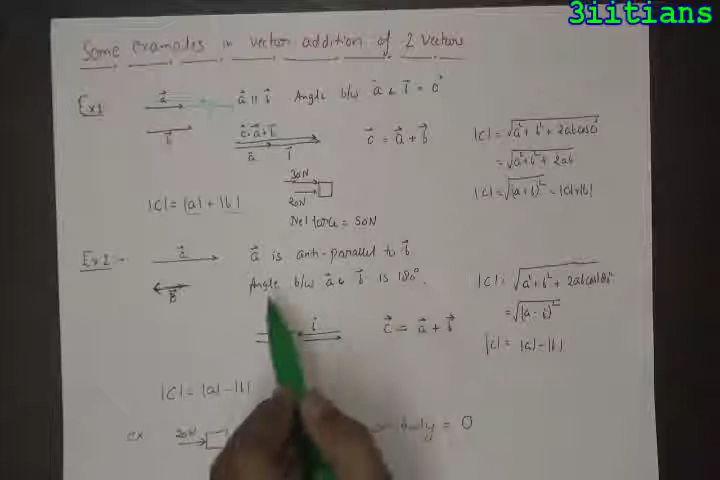 3iitians
Some examples in vector addition of 2 vectors
Ex1
a⃗
a⃗ || b⃗ Angle b/w a⃗ & b⃗ = 0°
b⃗
c⃗ = a⃗ + b⃗
a⃗ b⃗
c⃗ = a⃗ + b⃗
|c| = √a² + b² + 2ab cos 0°
= √a² + b² + 2ab
|c| = √(a + b)² = |a| + |b|
30N
20N
Net force = 50N
|c| = |a| + |b|
Ex2 :-
a⃗
a⃗ is anti-parallel to b⃗
b⃗
Angle b/w a⃗ & b⃗ is 180°.
b⃗
c⃗ = a⃗ + b⃗
|c| = √a² + b² + 2ab cos 180°
= √(a - b)²
|c| = |a| - |b|
|c| = |a| - |b|
ex 20N
body = 0